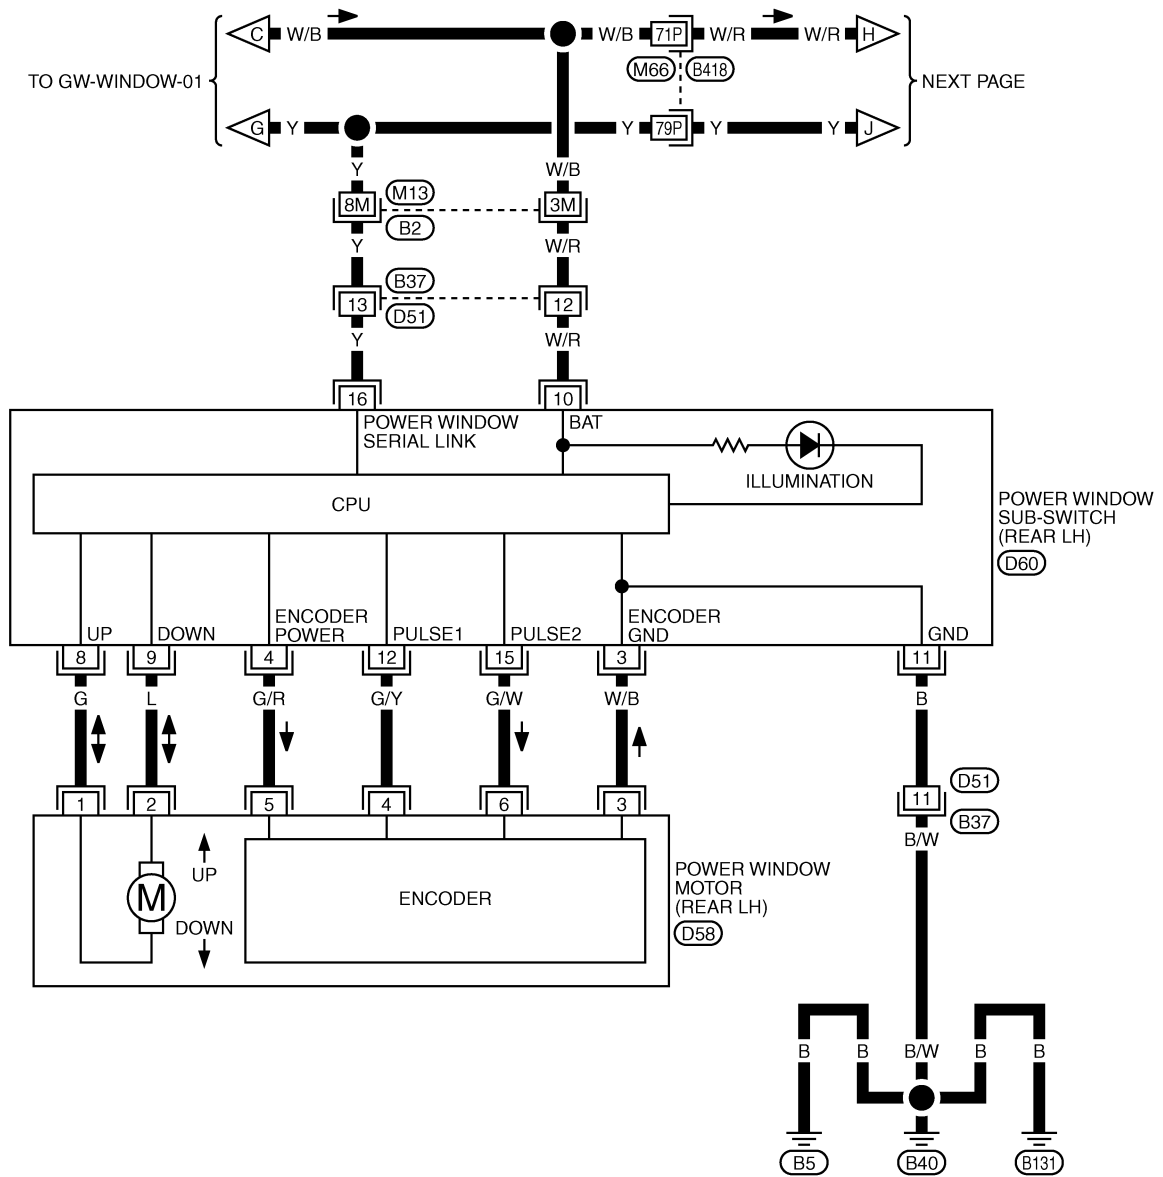 C W/B W/B 71P W/R W/R H
M66 B418
TO GW-WINDOW-01 NEXT PAGE
G Y Y 79P Y Y J
Y W/B
8M M13 3M
B2
Y W/R
B37
13 12
D51
Y W/R
16 10
POWER WINDOW
SERIAL LINK
BAT
ILLUMINATION
CPU
POWER WINDOW
SUB-SWITCH
(REAR LH)
D60
UP DOWN
ENCODER
POWER
PULSE1 PULSE2
ENCODER
GND
GND
8 9 4 12 15 3 11
G L G/R G/Y G/W W/B B
D51
1 2 5 4 6 3 11
B37
B/W
UP
M
DOWN
ENCODER
POWER WINDOW
MOTOR
(REAR LH)
D58
B B B/W B B
B5 B40 B131